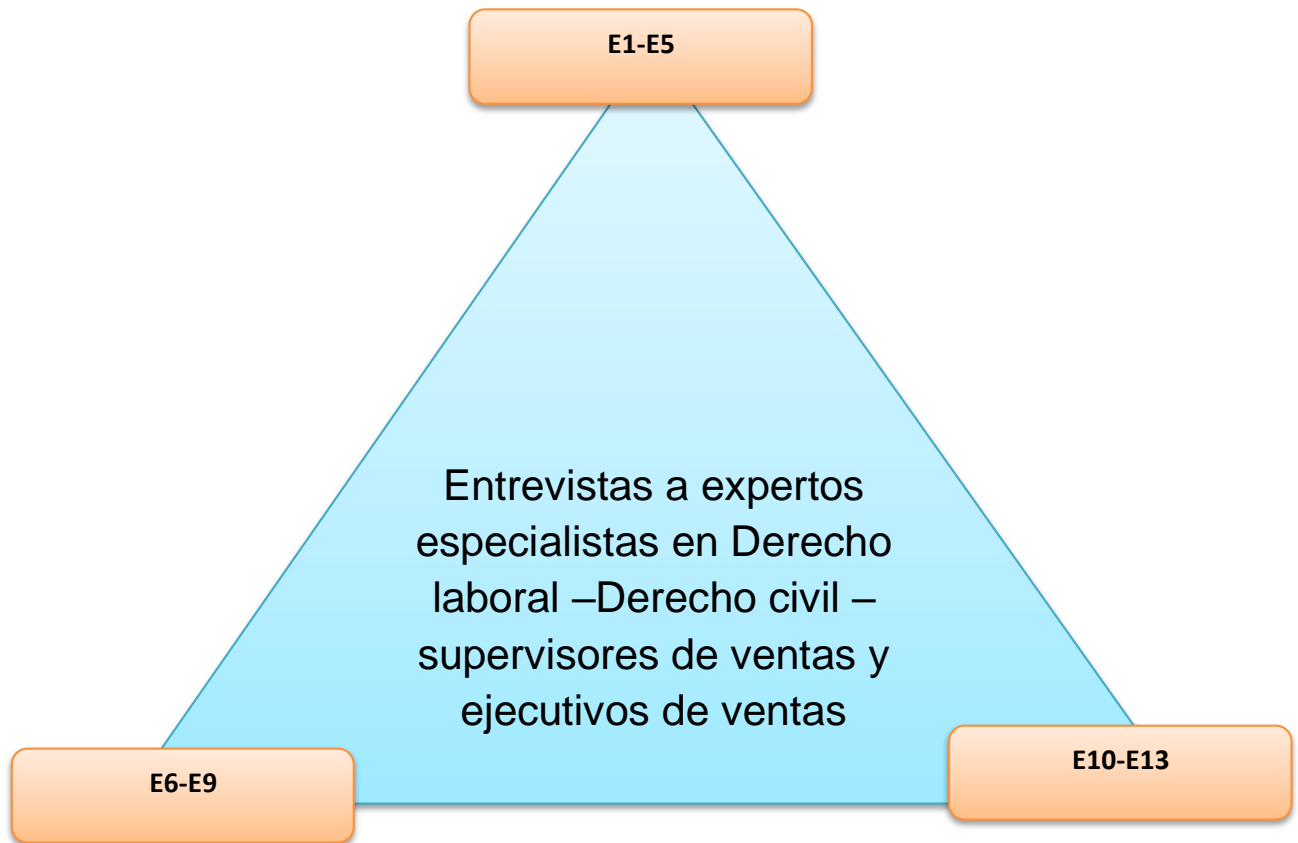 E1-E5
Entrevistas a expertos
especialistas en Derecho
laboral –Derecho civil –
supervisores de ventas y
ejecutivos de ventas
E6-E9
E10-E13